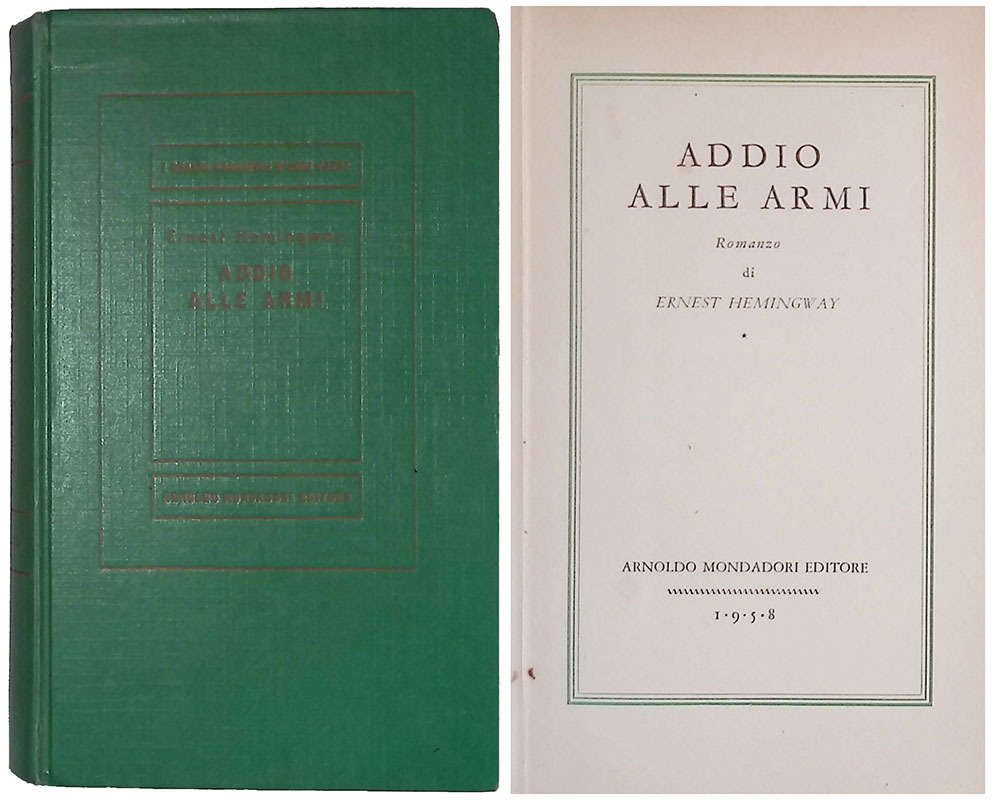 Ernest Hemingway
ADDIO
ALLE ARMI
ARNOLDO MONDADORI EDITORE
ADDIO
ALLE ARMI
Romanzo
di
ERNEST HEMINGWAY
ARNOLDO MONDADORI EDITORE
1·9·5·8